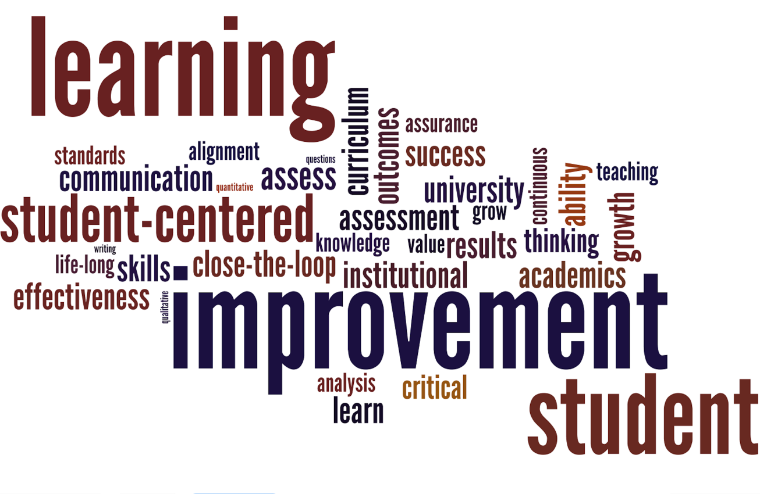 learning
curriculum
outcomes
assurance
standards
alignment
questions
success
communication
quantitative
assess
university
continuous
ability
teaching
student-centered
assessment
grow
growth
writing
knowledge
value
results
thinking
life-long
skills
close-the-loop
institutional
academics
effectiveness
qualitative
improvement
analysis
critical
learn
student